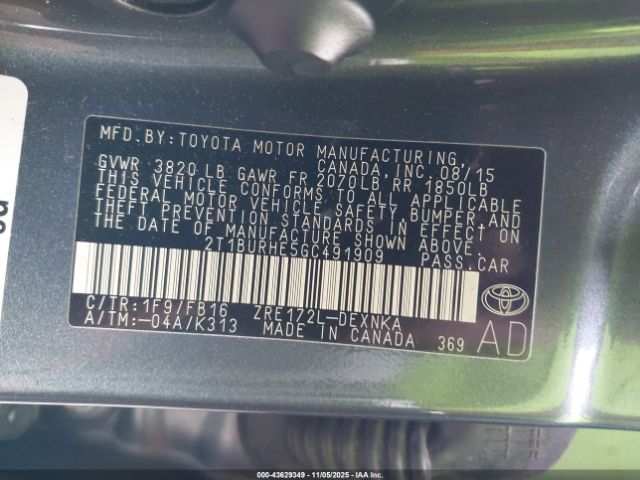 MFD. BY: TOYOTA MOTOR MANUFACTURING,
CANADA, INC. 08/15
GVWR 3820 LB GAWR FR 2070LB RR 1850LB
THIS VEHICLE CONFORMS TO ALL APPLICABLE
FEDERAL MOTOR VEHICLE SAFETY, BUMPER AND
THEFT PREVENTION STANDARDS IN EFFECT ON
THE DATE OF MANUFACTURE SHOWN ABOVE.
2T1BURHE5GC491909 PASS. CAR
C/TR: 1F9/FB16 ZRE172L-DEXNKA
A/TM: -04A/K313 MADE IN CANADA 369
AD
000-43629349 - 11/05/2025 - IAA, Inc.